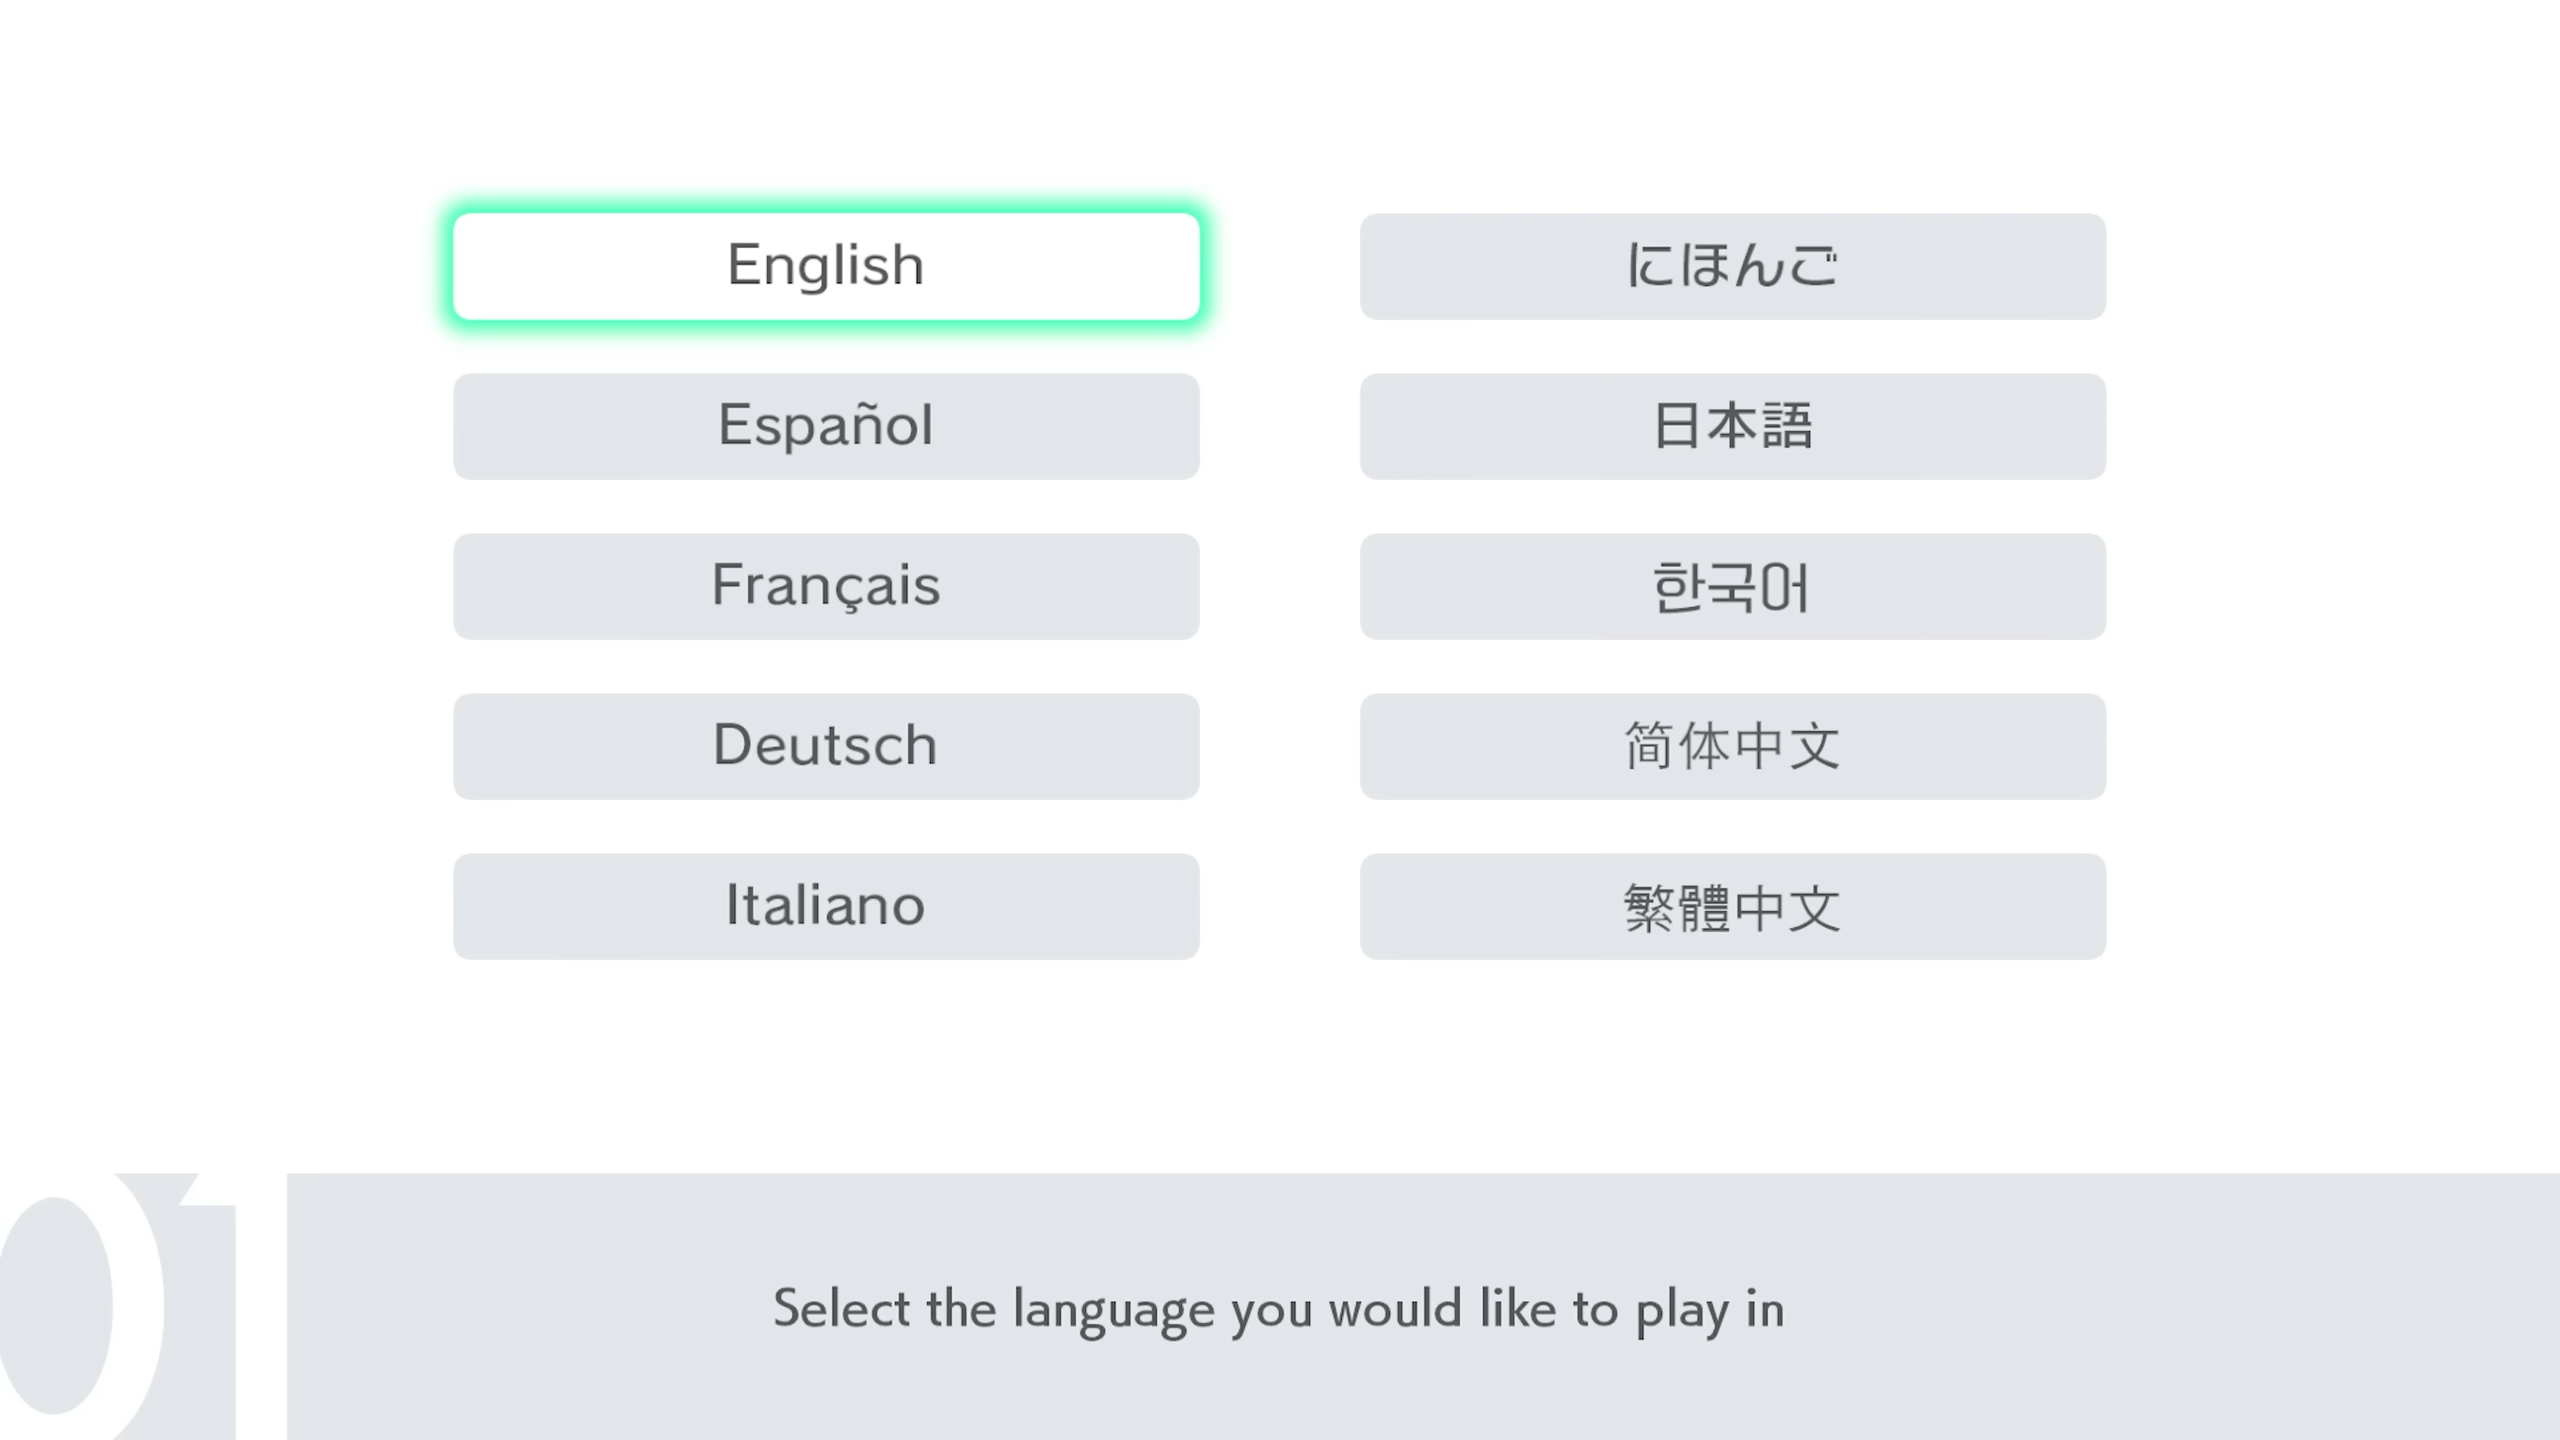 English
Español
Français
Deutsch
Italiano
にほんご
日本語
한국어
简体中文
繁體中文
01
Select the language you would like to play in